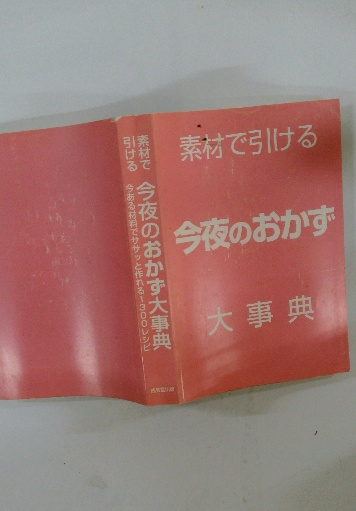 素材で引ける
今夜のおかず
大事典
素材で
引ける
今夜のおかず大事典
今ある材料でササッと作れる1300レシピ